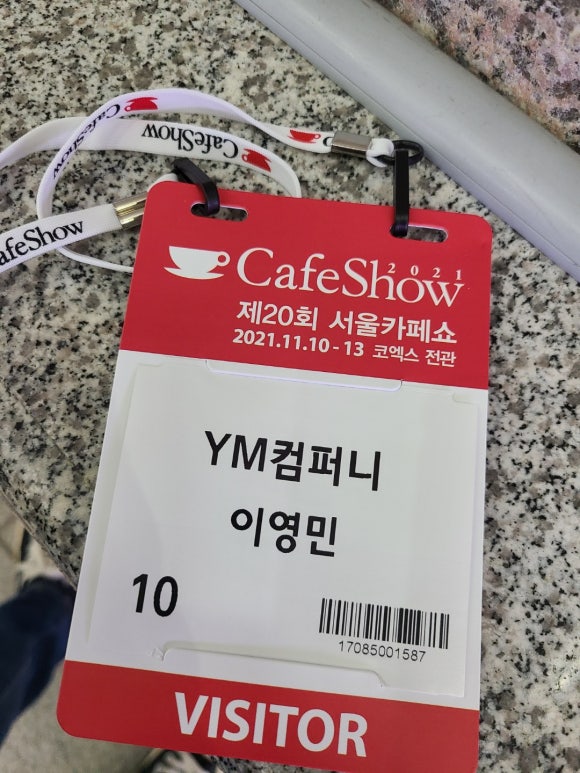 CafeShow
CafeShow
afeShow
CafeShow 2021
제20회 서울카페쇼
2021.11.10 - 13 코엑스 전관
YM컴퍼니
이영민
10
17085001587
VISITOR